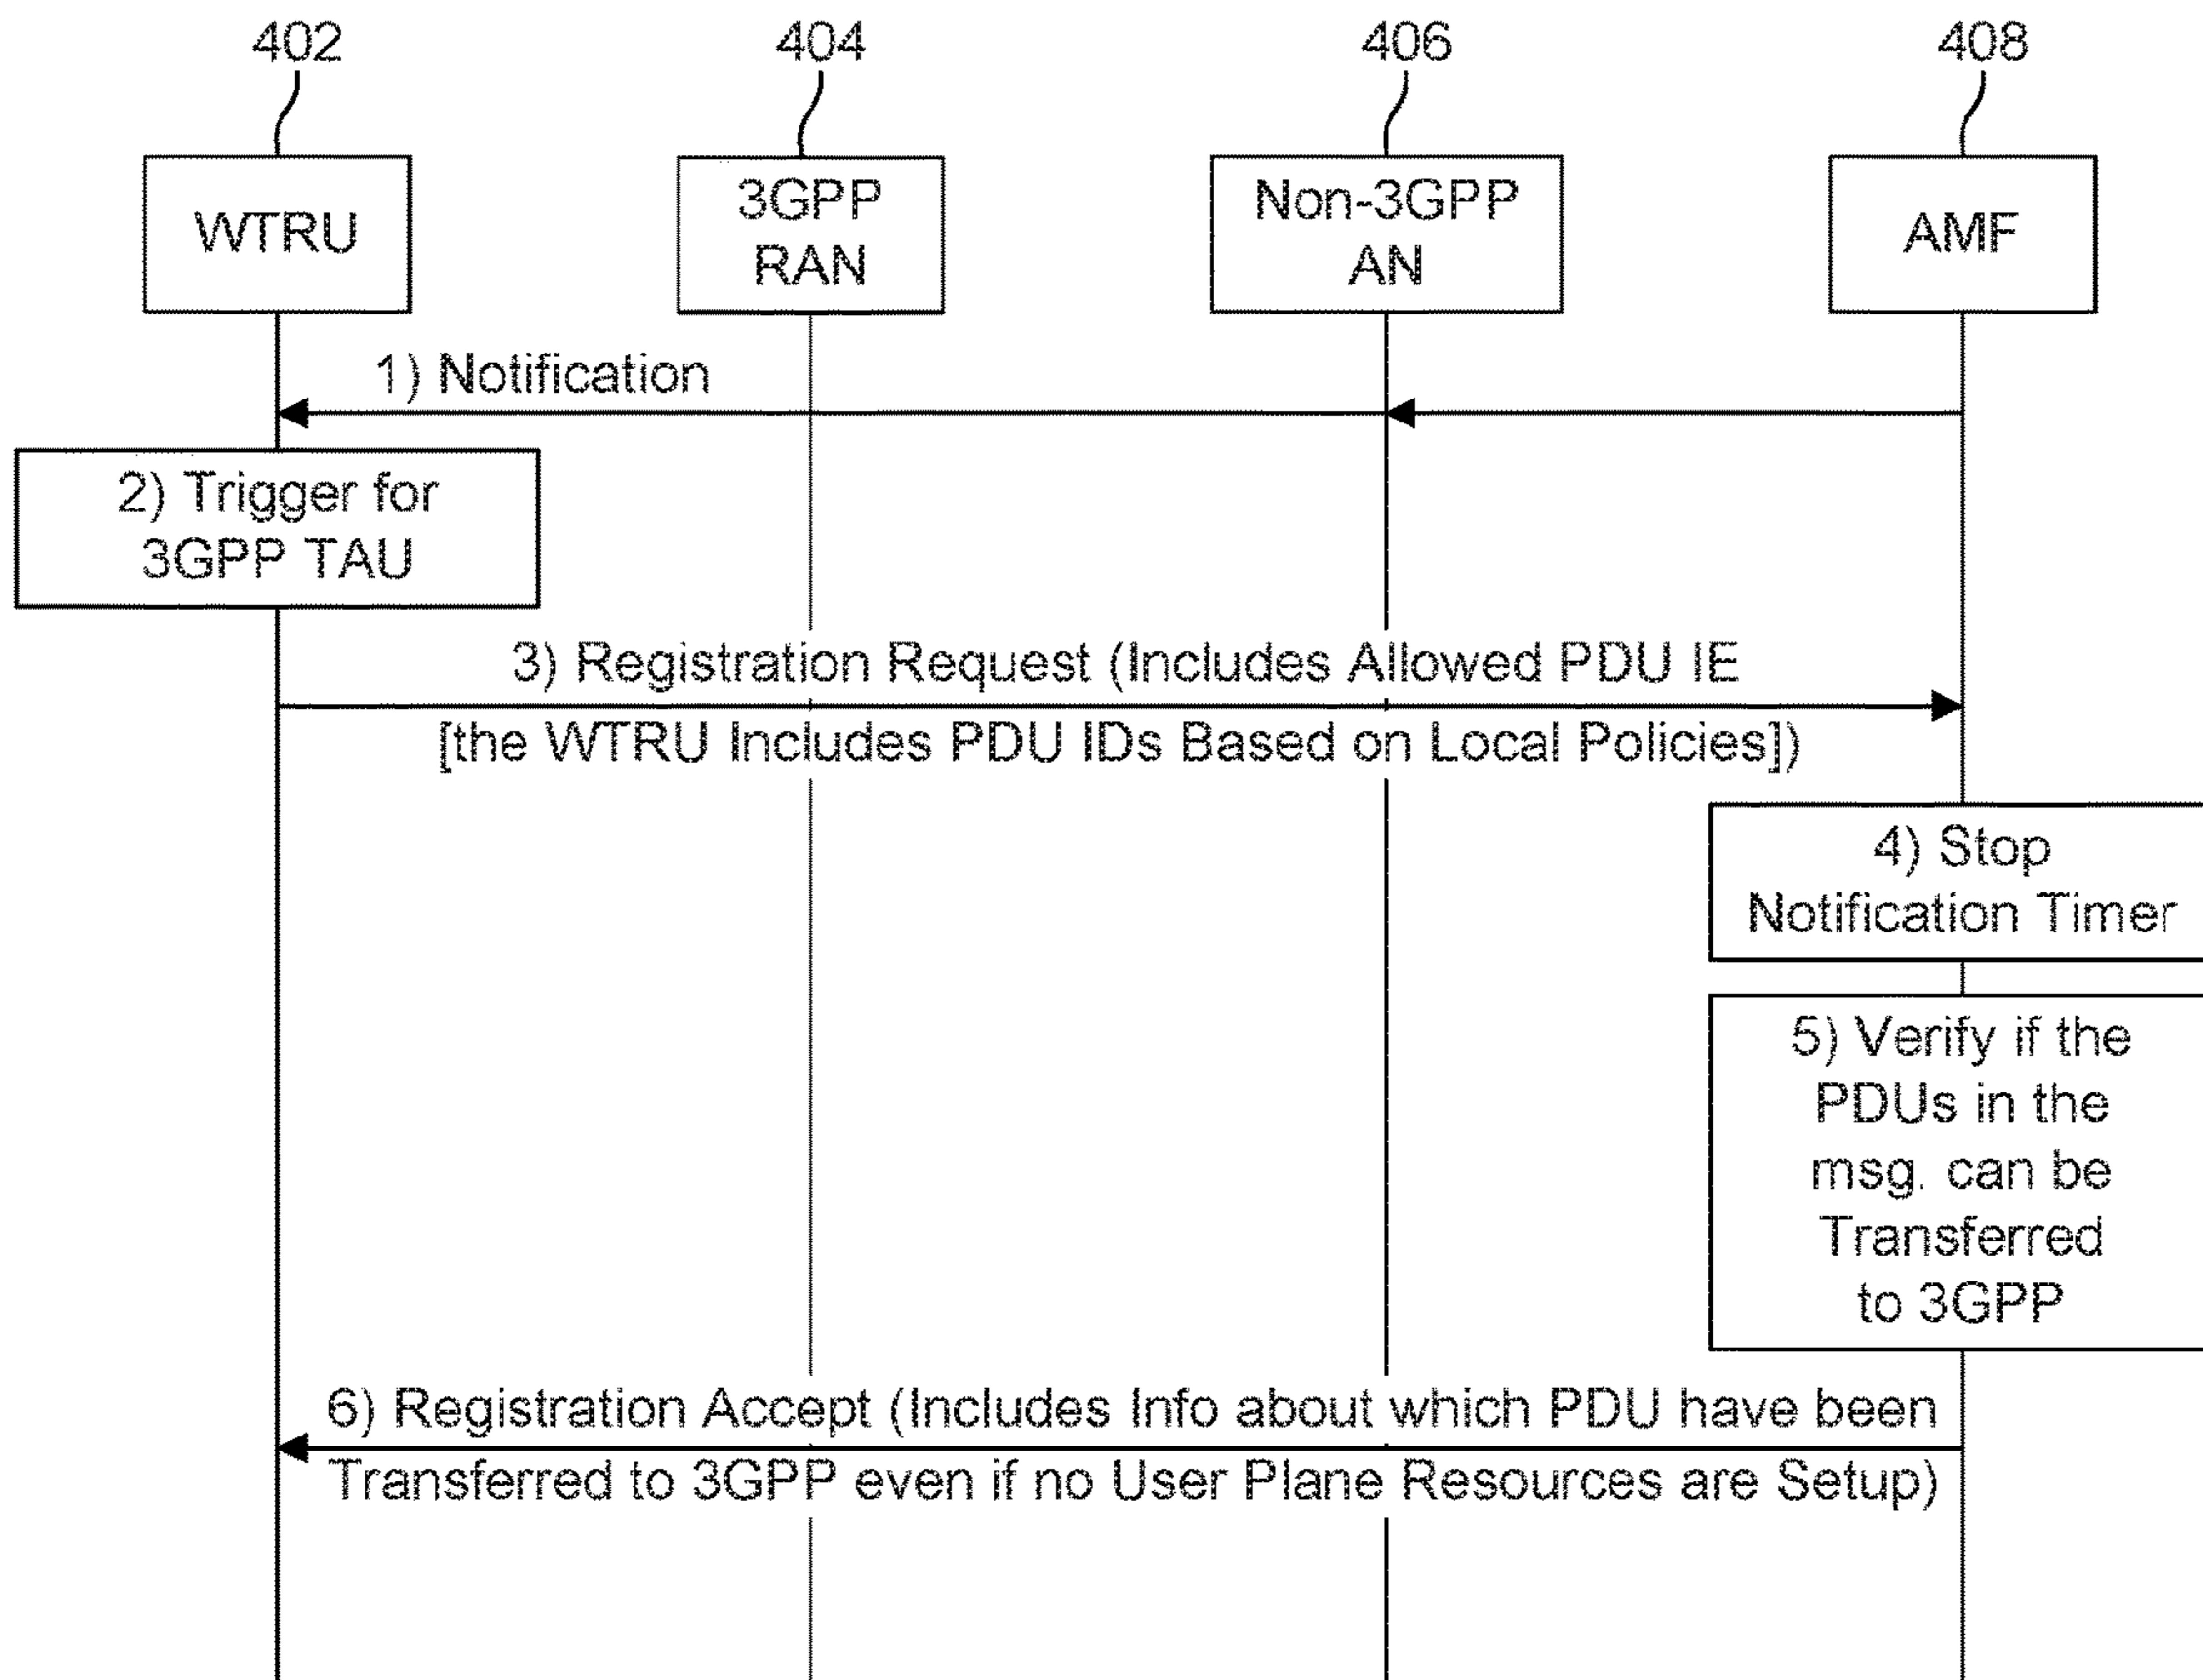 402
404
406
408
WTRU
3GPP
RAN
Non-3GPP
AN
AMF
1) Notification
2) Trigger for
3GPP TAU
3) Registration Request (Includes Allowed PDU IE
[the WTRU Includes PDU IDs Based on Local Policies])
4) Stop
Notification Timer
5) Verify if the
PDUs in the
msg. can be
Transferred
to 3GPP
6) Registration Accept (Includes Info about which PDU have been
Transferred to 3GPP even if no User Plane Resources are Setup)